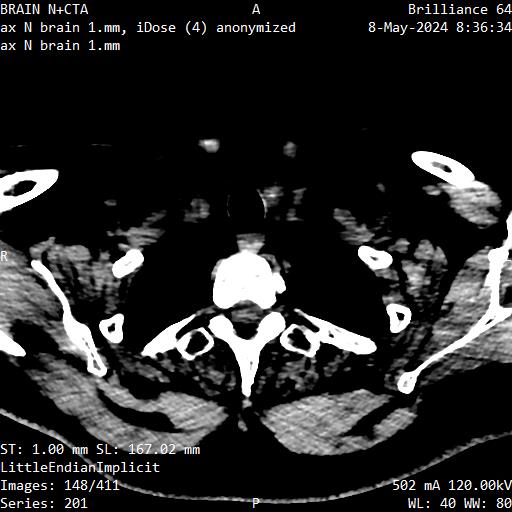 BRAIN N+CTA
A
Brilliance 64
ax N brain 1.mm, iDose (4) anonymized
8-May-2024 8:36:34
ax N brain 1.mm
R
ST: 1.00 mm SL: 167.02 mm
LittleEndianImplicit
Images: 148/411
502 mA 120.00kV
Series: 201
P
WL: 40 WW: 80